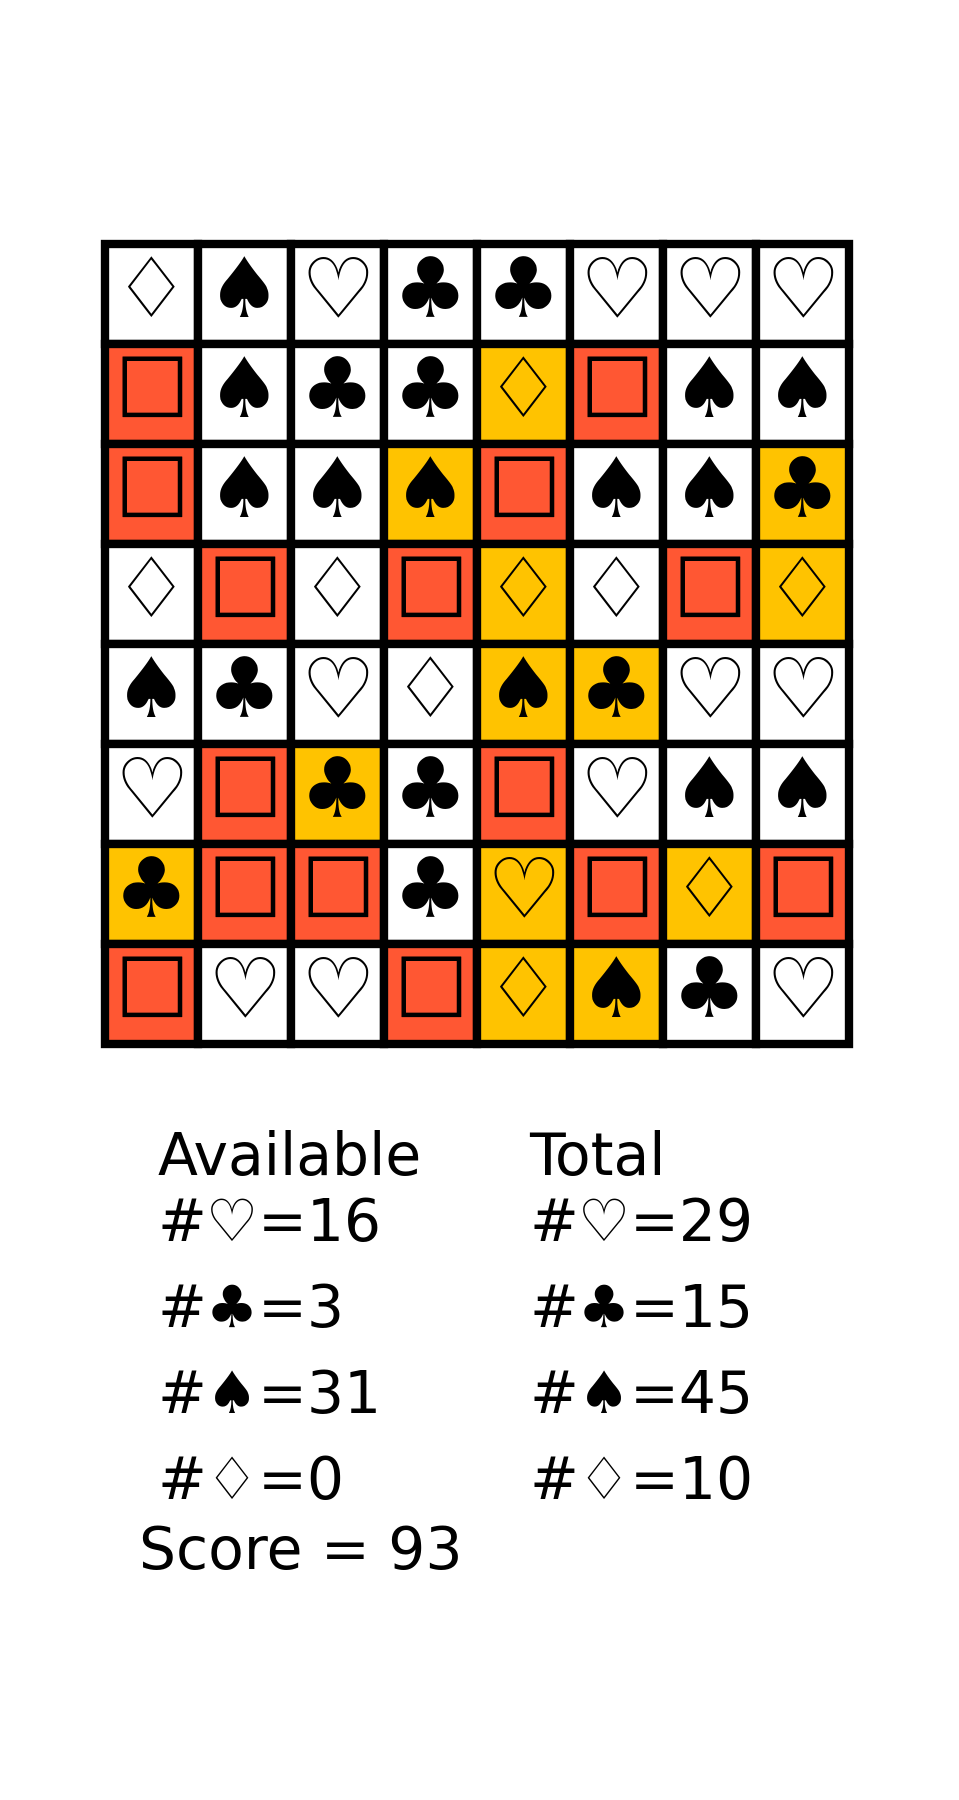 ♢ ♠ ♡ ♣ ♣ ♡ ♡ ♡
□ ♠ ♣ ♣ ♢ □ ♠ ♠
□ ♠ ♠ ♠ □ ♠ ♠ ♣
♢ □ ♢ □ ♢ ♢ □ ♢
♠ ♣ ♡ ♢ ♠ ♣ ♡ ♡
♡ □ ♣ ♣ □ ♡ ♠ ♠
♣ □ □ ♣ ♡ □ ♢ □
□ ♡ ♡ □ ♢ ♠ ♣ ♡
Available Total
#♡=16 #♡=29
#♣=3 #♣=15
#♠=31 #♠=45
#♢=0 #♢=10
Score = 93